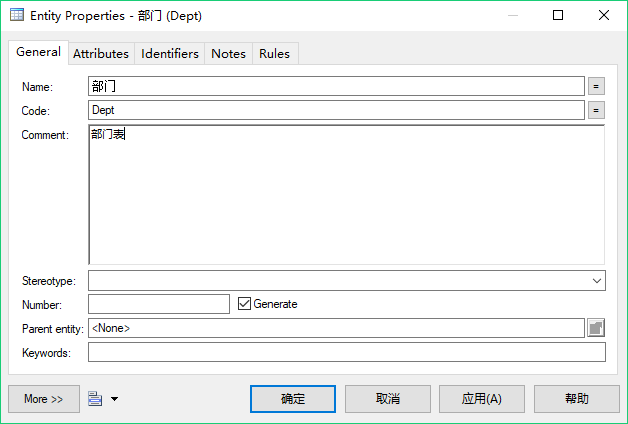 Entity Properties - 部门 (Dept)
General Attributes Identifiers Notes Rules
Name: 部门 =
Code: Dept =
Comment: 部门表
Stereotype:
Number: Generate
Parent entity: <None>
Keywords:
More >> 确定 取消 应用(A) 帮助